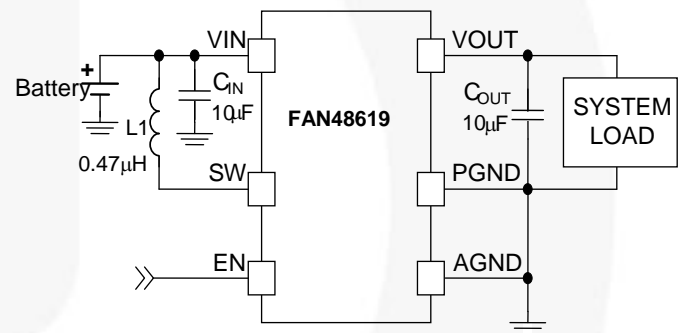 VIN
VOUT
+
Battery
CIN
10µF
L1
0.47µH
FAN48619
COUT
10µF
SYSTEM
LOAD
SW
PGND
EN
AGND